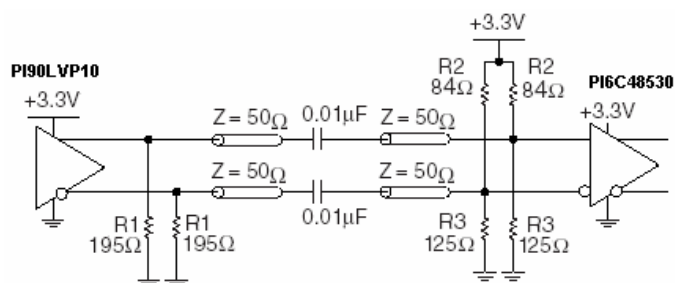 +3.3V
PI90LVP10
R2
84Ω
R2
84Ω
PI6C48530
+3.3V
+3.3V
Z = 50Ω
0.01µF
Z = 50Ω
Z = 50Ω
0.01µF
Z = 50Ω
R1
195Ω
R1
195Ω
R3
125Ω
R3
125Ω